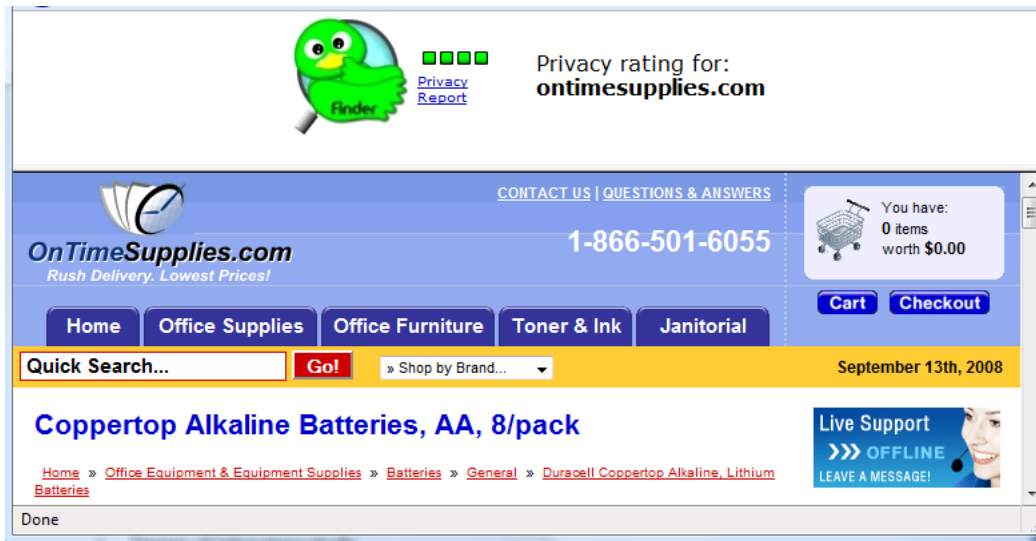 Finder
Privacy
Report
Privacy rating for:
ontimesupplies.com
CONTACT US | QUESTIONS & ANSWERS
1-866-501-6055
OnTimeSupplies.com
Rush Delivery. Lowest Prices!
You have:
0 items
worth $0.00
Cart Checkout
Home Office Supplies Office Furniture Toner & Ink Janitorial
Quick Search... Go! » Shop by Brand... September 13th, 2008
Coppertop Alkaline Batteries, AA, 8/pack
Home » Office Equipment & Equipment Supplies » Batteries » General » Duracell Coppertop Alkaline, Lithium
Batteries
Live Support
»» OFFLINE
LEAVE A MESSAGE!
Done